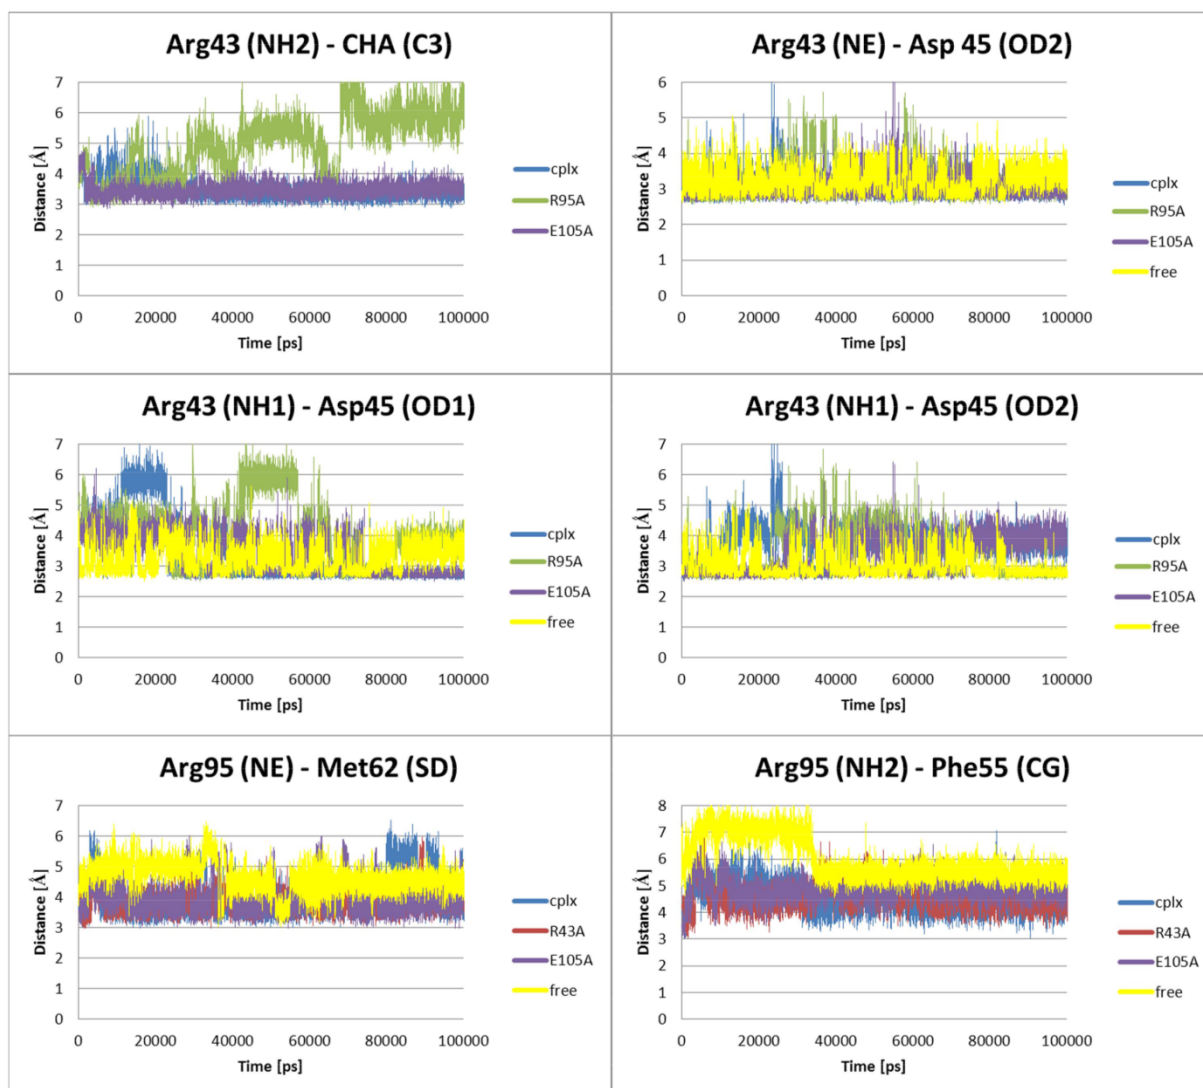 Arg43 (NH2) - CHA (C3)
7
6
5
4
3
2
1
0
Distance [Å]
0 20000 40000 60000 80000 100000
Time [ps]
cplx
R95A
E105A
Arg43 (NE) - Asp 45 (OD2)
6
5
4
3
2
1
0
Distance [Å]
0 20000 40000 60000 80000 100000
Time [ps]
cplx
R95A
E105A
free
Arg43 (NH1) - Asp45 (OD1)
7
6
5
4
3
2
1
0
Distance [Å]
0 20000 40000 60000 80000 100000
Time [ps]
cplx
R95A
E105A
free
Arg43 (NH1) - Asp45 (OD2)
7
6
5
4
3
2
1
0
Distance [Å]
0 20000 40000 60000 80000 100000
Time [ps]
cplx
R95A
E105A
free
Arg95 (NE) - Met62 (SD)
7
6
5
4
3
2
1
0
Distance [Å]
0 20000 40000 60000 80000 100000
Time [ps]
cplx
R43A
E105A
free
Arg95 (NH2) - Phe55 (CG)
8
7
6
5
4
3
2
1
0
Distance [Å]
0 20000 40000 60000 80000 100000
Time [ps]
cplx
R43A
E105A
free